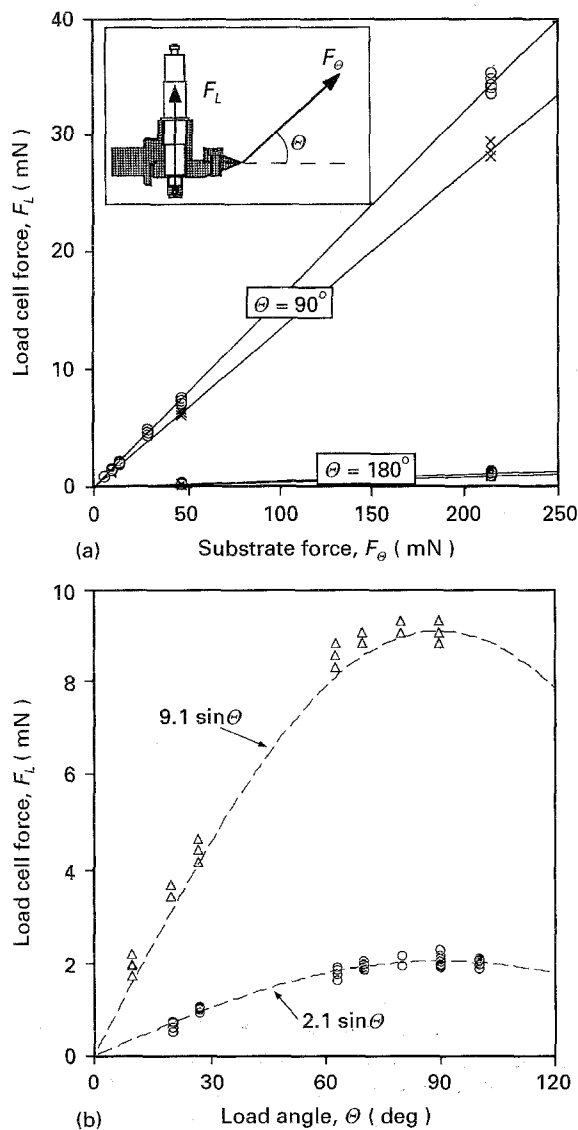 40
30
20
10
0
Load cell force, F_L ( mN )
F_Θ
F_L
Θ
Θ = 90°
Θ = 180°
0 50 100 150 200 250
(a) Substrate force, F_Θ ( mN )
10
8
6
4
2
0
Load cell force, F_L ( mN )
9.1 sinΘ
2.1 sinΘ
0 30 60 90 120
(b) Load angle, Θ ( deg )